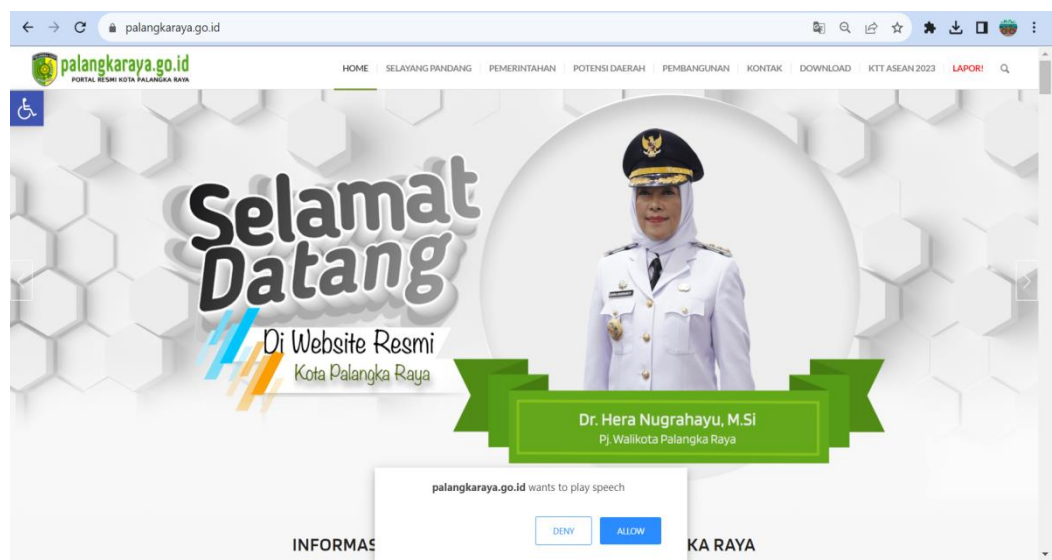 palangkaraya.go.id
palangkaraya.go.id
PORTAL RESMI KOTA PALANGKA RAYA
HOME SELAYANG PANDANG PEMERINTAHAN POTENSI DAERAH PEMBANGUNAN KONTAK DOWNLOAD KTT ASEAN 2023 LAPOR!
Selamat
Datang
Di Website Resmi
Kota Palangka Raya
Dr. Hera Nugrahayu, M.Si
Pj. Walikota Palangka Raya
palangkaraya.go.id wants to play speech
DENY ALLOW
INFORMAS KA RAYA